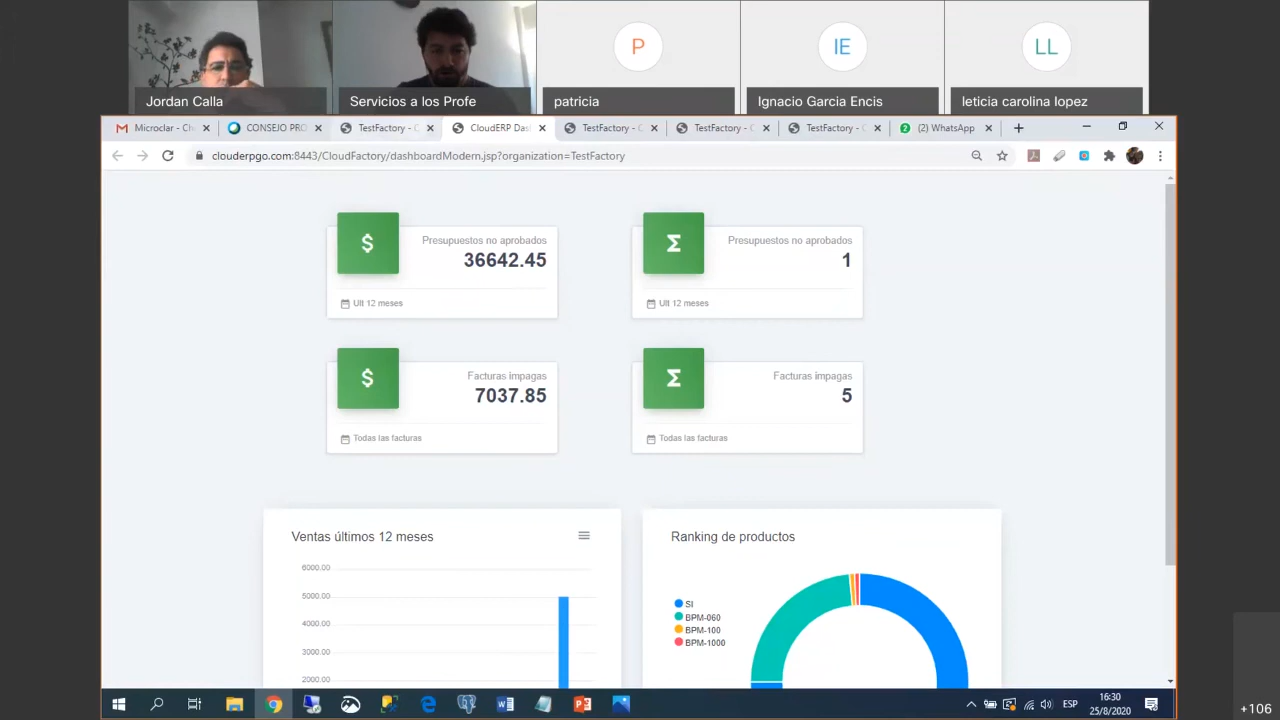 P
IE
LL
Jordan Calla
Servicios a los Profe
patricia
Ignacio Garcia Encis
leticia carolina lopez
Microclar - Ch
CONSEJO PRO
TestFactory - C
CloudERP Das
TestFactory - C
TestFactory - C
TestFactory - C
(2) WhatsApp
clouderpgo.com:8443/CloudFactory/dashboardModern.jsp?organization=TestFactory
$
Presupuestos no aprobados
36642.45
Ult 12 meses
Σ
Presupuestos no aprobados
1
Ult 12 meses
$
Facturas impagas
7037.85
Todas las facturas
Σ
Facturas impagas
5
Todas las facturas
Ventas últimos 12 meses
6000.00
5000.00
4000.00
3000.00
2000.00
Ranking de productos
SI
BPM-060
BPM-100
BPM-1000
ESP
16:30
25/8/2020
+106